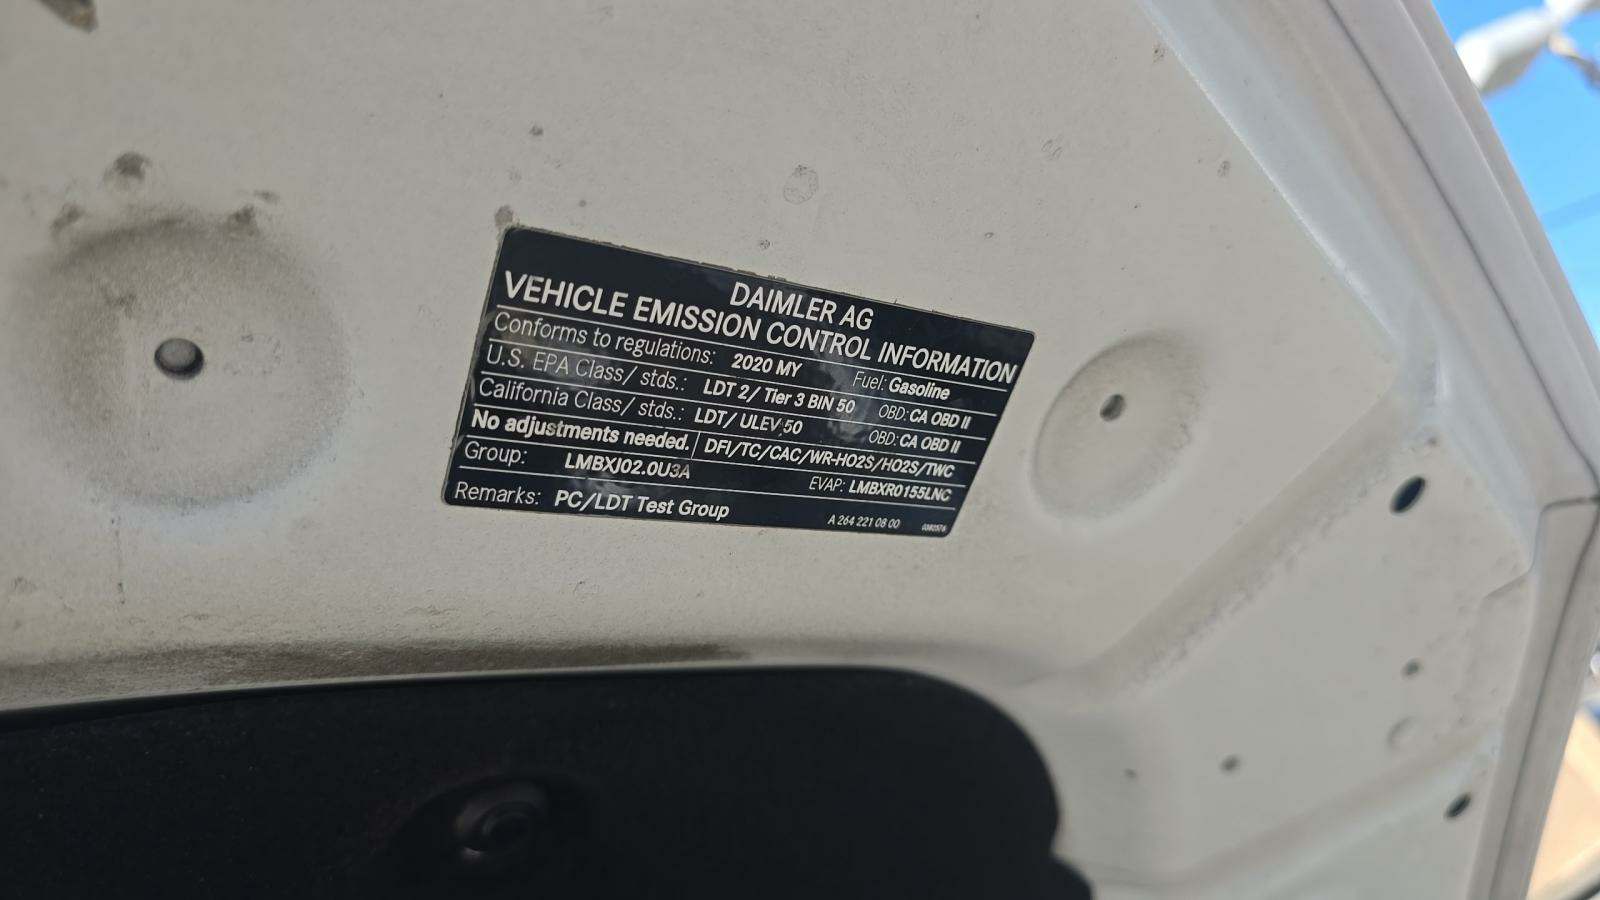 DAIMLER AG
VEHICLE EMISSION CONTROL INFORMATION
Conforms to regulations: 2020 MY Fuel: Gasoline
U.S. EPA Class/ stds.: LDT 2/ Tier 3 BIN 50 OBD: CA OBD II
California Class/ stds.: LDT/ ULEV 50 OBD: CA OBD II
No adjustments needed. DFI/TC/CAC/WR-HO2S/HO2S/TWC
Group: LMBXJ02.0U3A EVAP: LMBXR0155LNC
Remarks: PC/LDT Test Group A 264 221 08 00